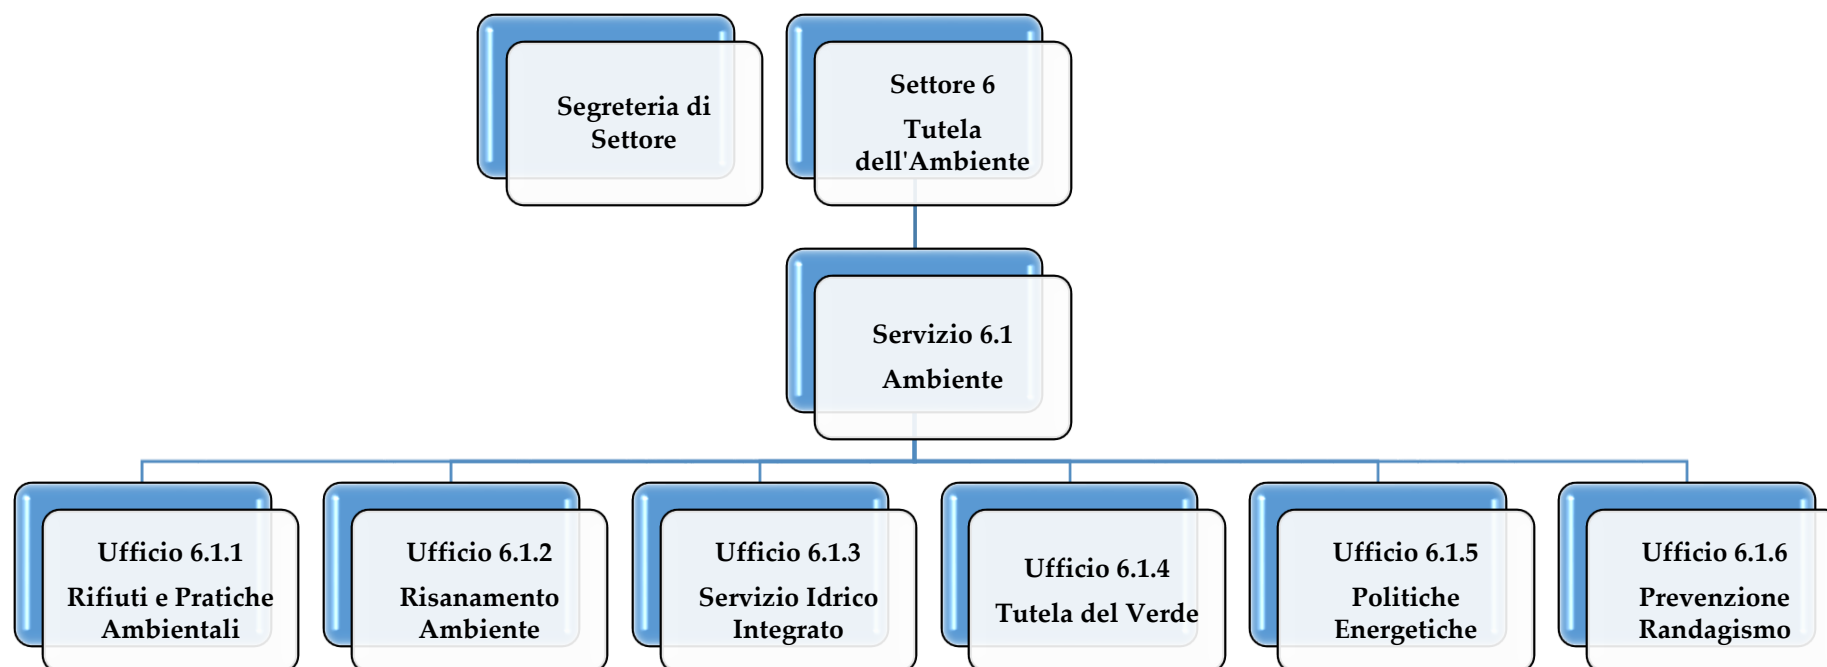 Segreteria di
Settore
Settore 6
Tutela
dell'Ambiente
Servizio 6.1
Ambiente
Ufficio 6.1.1
Rifiuti e Pratiche
Ambientali
Ufficio 6.1.2
Risanamento
Ambiente
Ufficio 6.1.3
Servizio Idrico
Integrato
Ufficio 6.1.4
Tutela del Verde
Ufficio 6.1.5
Politiche
Energetiche
Ufficio 6.1.6
Prevenzione
Randagismo